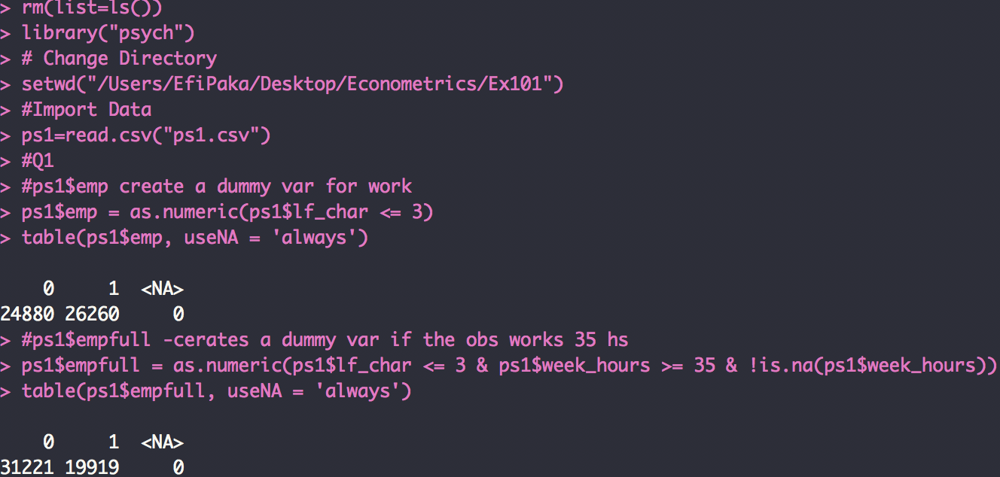 > rm(list=ls())
> library("psych")
> # Change Directory
> setwd("/Users/EfiPaka/Desktop/Econometrics/Ex101")
> #Import Data
> ps1=read.csv("ps1.csv")
> #Q1
> #ps1$emp create a dummy var for work
> ps1$emp = as.numeric(ps1$lf_char <= 3)
> table(ps1$emp, useNA = 'always')
0 1 <NA>
24880 26260 0
> #ps1$empfull -cerates a dummy var if the obs works 35 hs
> ps1$empfull = as.numeric(ps1$lf_char <= 3 & ps1$week_hours >= 35 & !is.na(ps1$week_hours))
> table(ps1$empfull, useNA = 'always')
0 1 <NA>
31221 19919 0